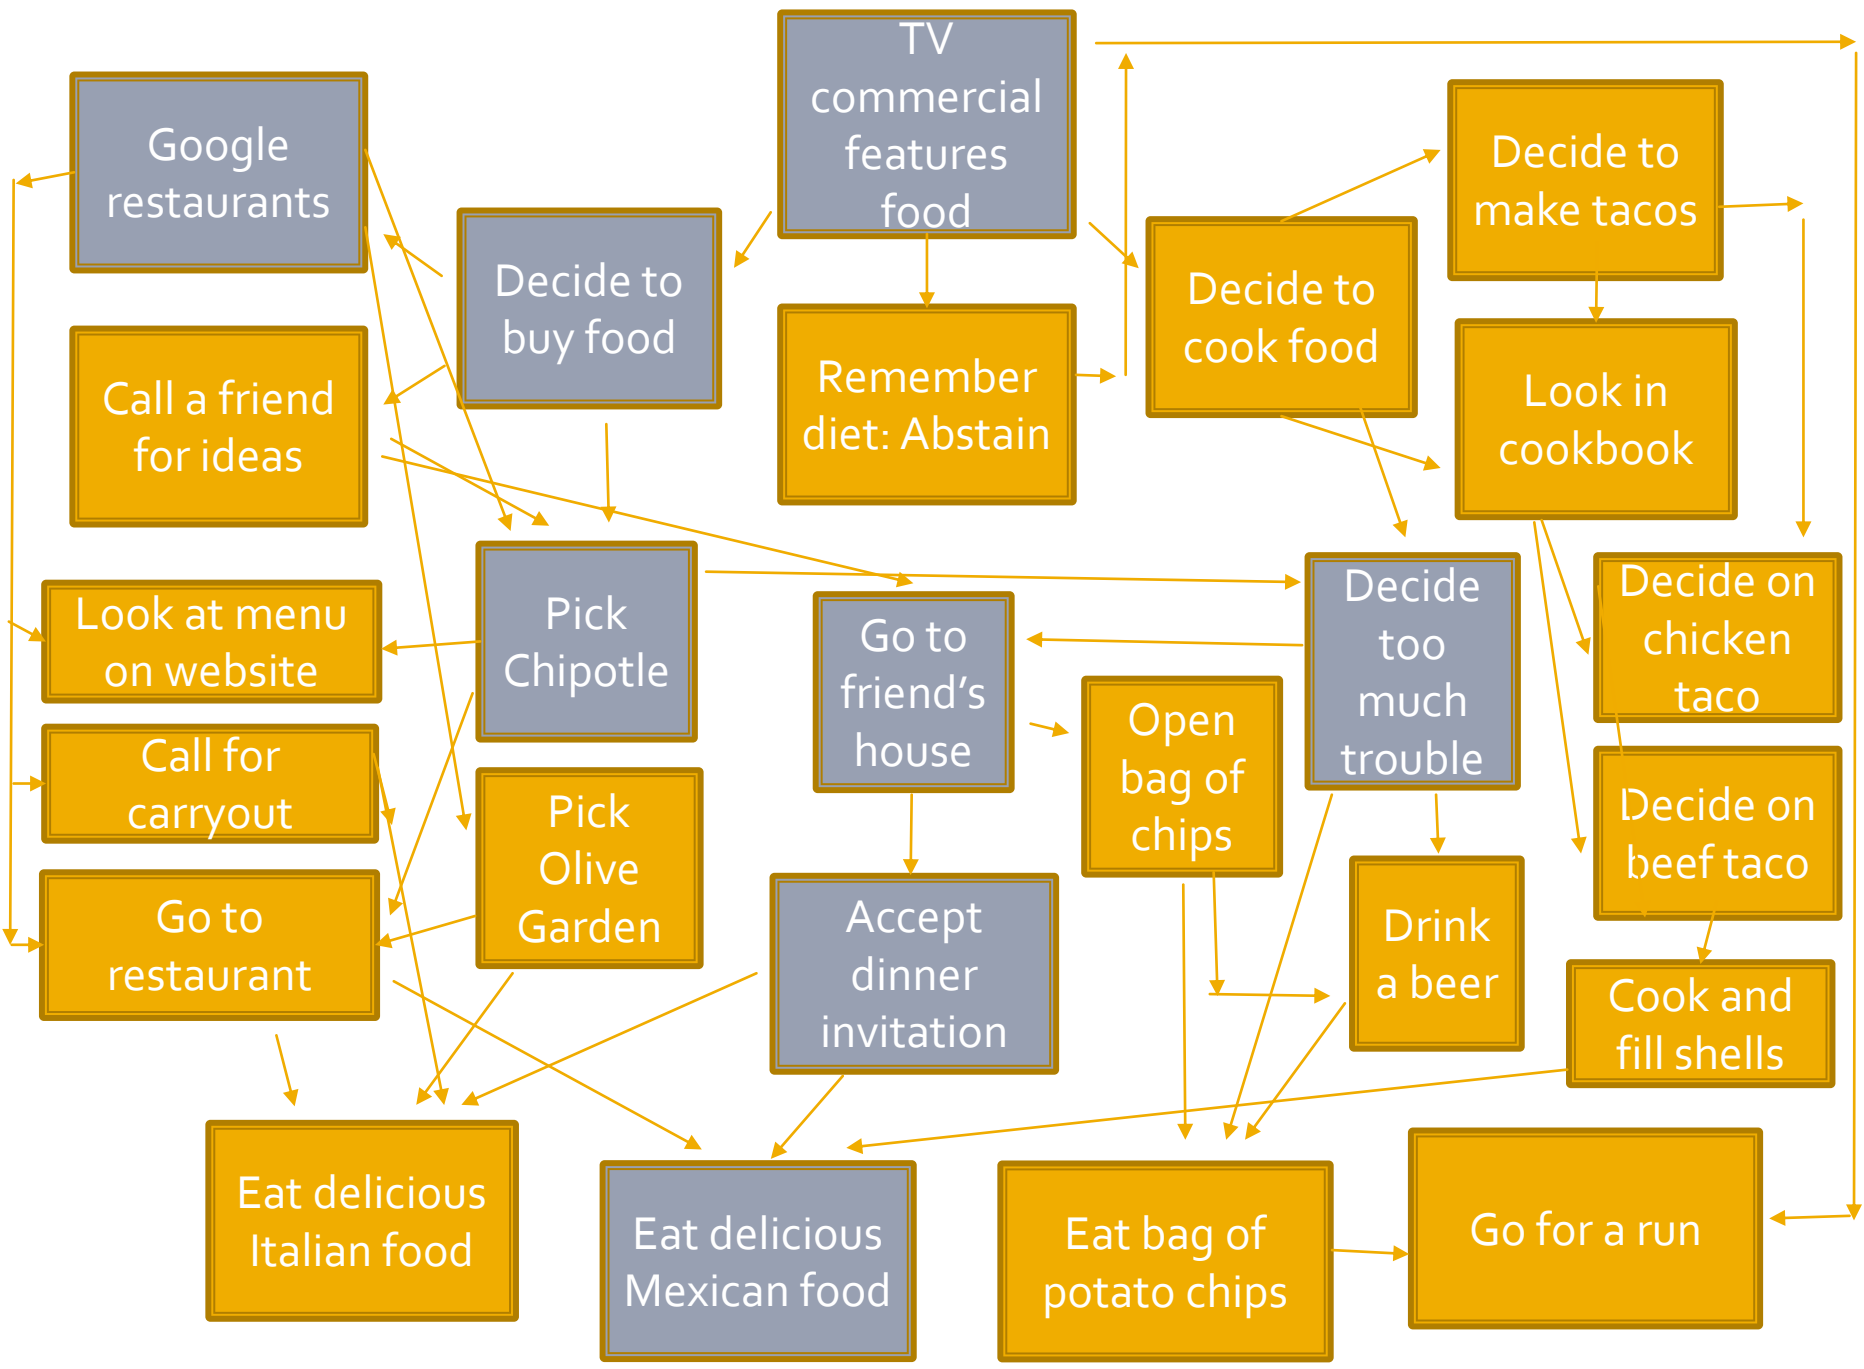 TV
commercial
features
food
Google
restaurants
Decide to
make tacos
Decide to
buy food
Decide to
cook food
Call a friend
for ideas
Remember
diet: Abstain
Look in
cookbook
Look at menu
on website
Pick
Chipotle
Go to
friend's
house
Decide
too
much
trouble
Decide on
chicken
taco
Open
bag of
chips
Call for
carryout
Pick
Olive
Garden
Decide on
beef taco
Go to
restaurant
Accept
dinner
invitation
Drink
a beer
Cook and
fill shells
Eat delicious
Italian food
Eat delicious
Mexican food
Eat bag of
potato chips
Go for a run